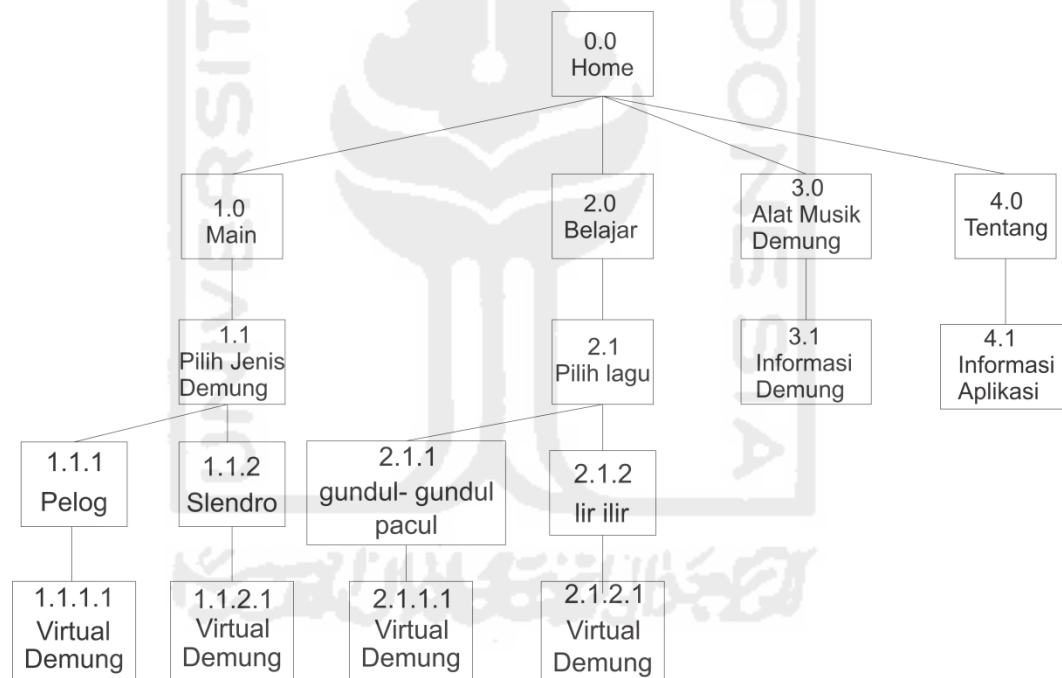 0.0
Home
1.0
Main
2.0
Belajar
3.0
Alat Musik
Demung
4.0
Tentang
1.1
Pilih Jenis
Demung
2.1
Pilih lagu
3.1
Informasi
Demung
4.1
Informasi
Aplikasi
1.1.1
Pelog
1.1.2
Slendro
2.1.1
gundul- gundul
pacul
2.1.2
lir ilir
1.1.1.1
Virtual
Demung
1.1.2.1
Virtual
Demung
2.1.1.1
Virtual
Demung
2.1.2.1
Virtual
Demung
UNIVERSITA
DONESIA